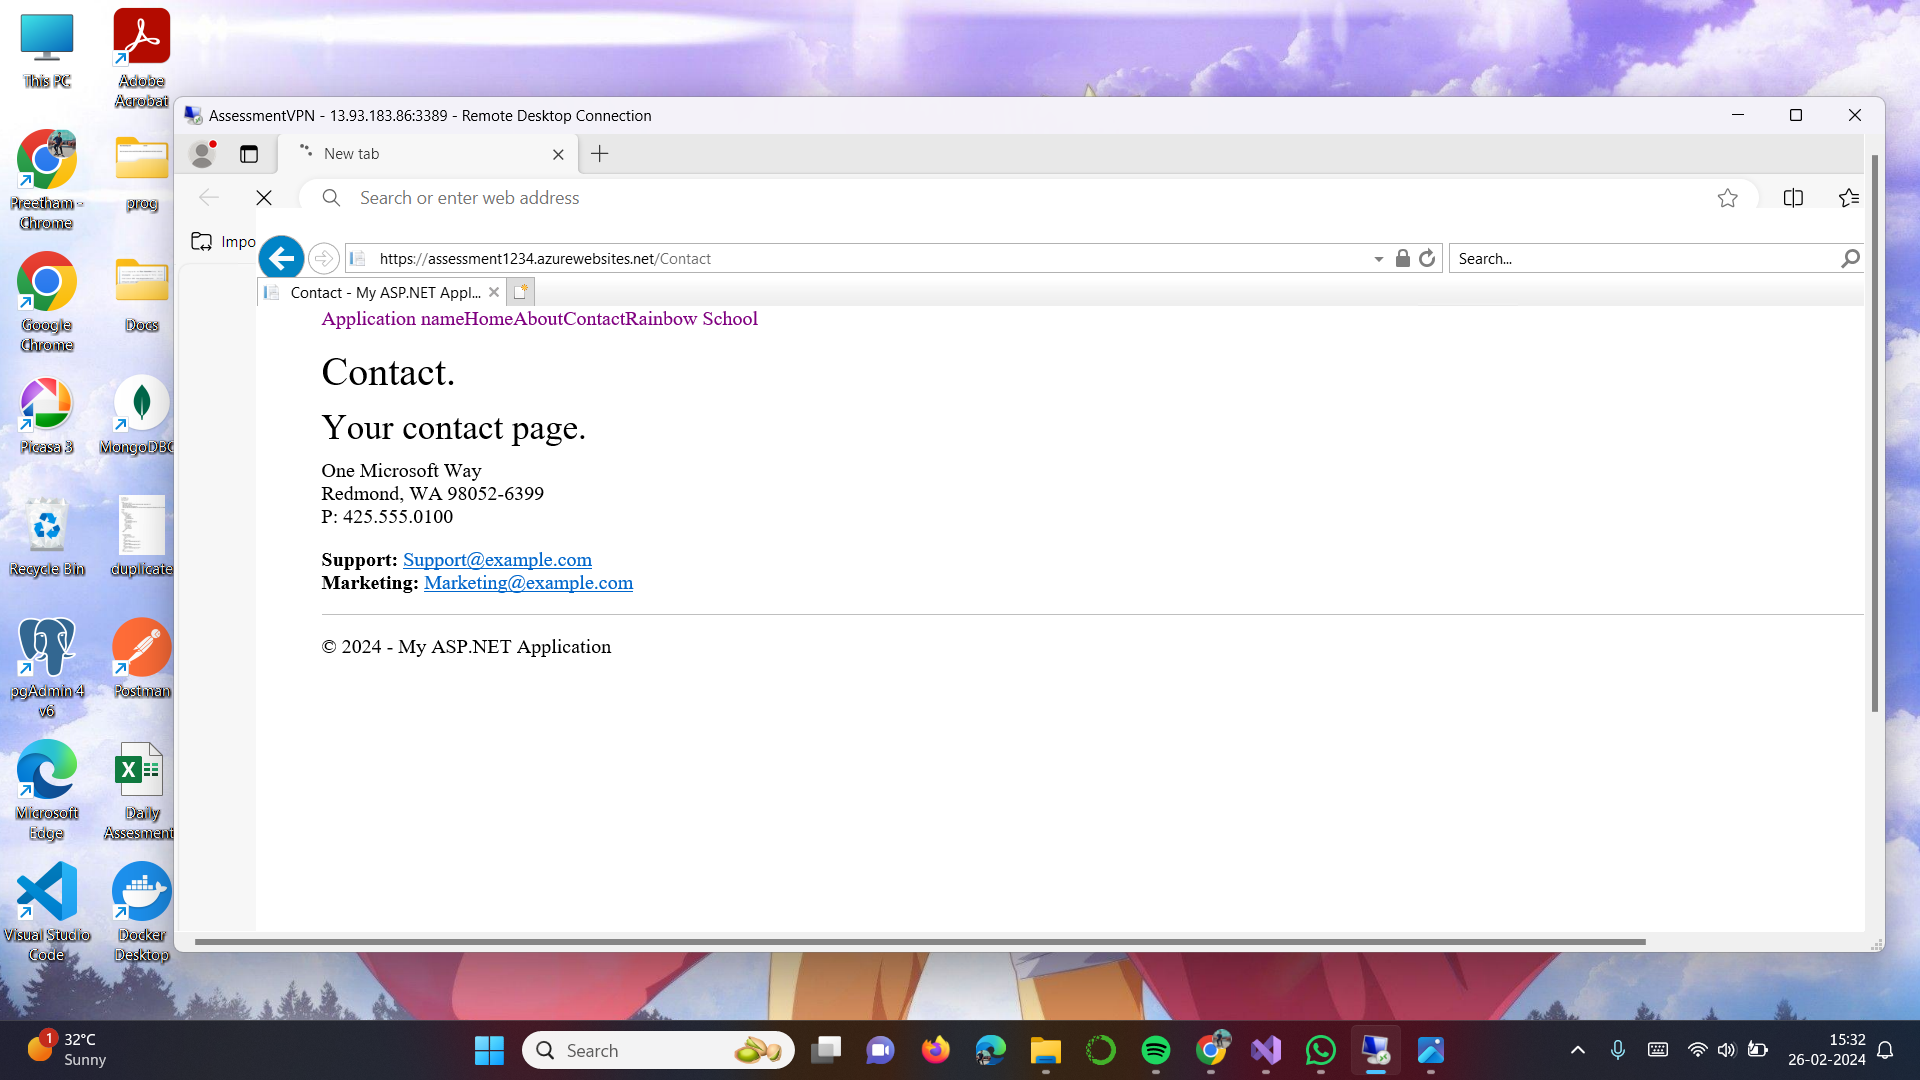 This PC
Adobe
Acrobat
Preetham -
Chrome
prog
Google
Chrome
Docs
Picasa 3
MongoDBC
Recycle Bin
duplicate
pgAdmin 4
v6
Postman
Microsoft
Edge
Daily
Assesment
Visual Studio
Code
Docker
Desktop
AssessmentVPN - 13.93.183.86:3389 - Remote Desktop Connection
New tab
Search or enter web address
Impo
https://assessment1234.azurewebsites.net/Contact
Search...
Contact - My ASP.NET Appl...
Application nameHomeAboutContactRainbow School
Contact.
Your contact page.
One Microsoft Way
Redmond, WA 98052-6399
P: 425.555.0100
Support: Support@example.com
Marketing: Marketing@example.com
© 2024 - My ASP.NET Application
1
32°C
Sunny
Search
15:32
26-02-2024